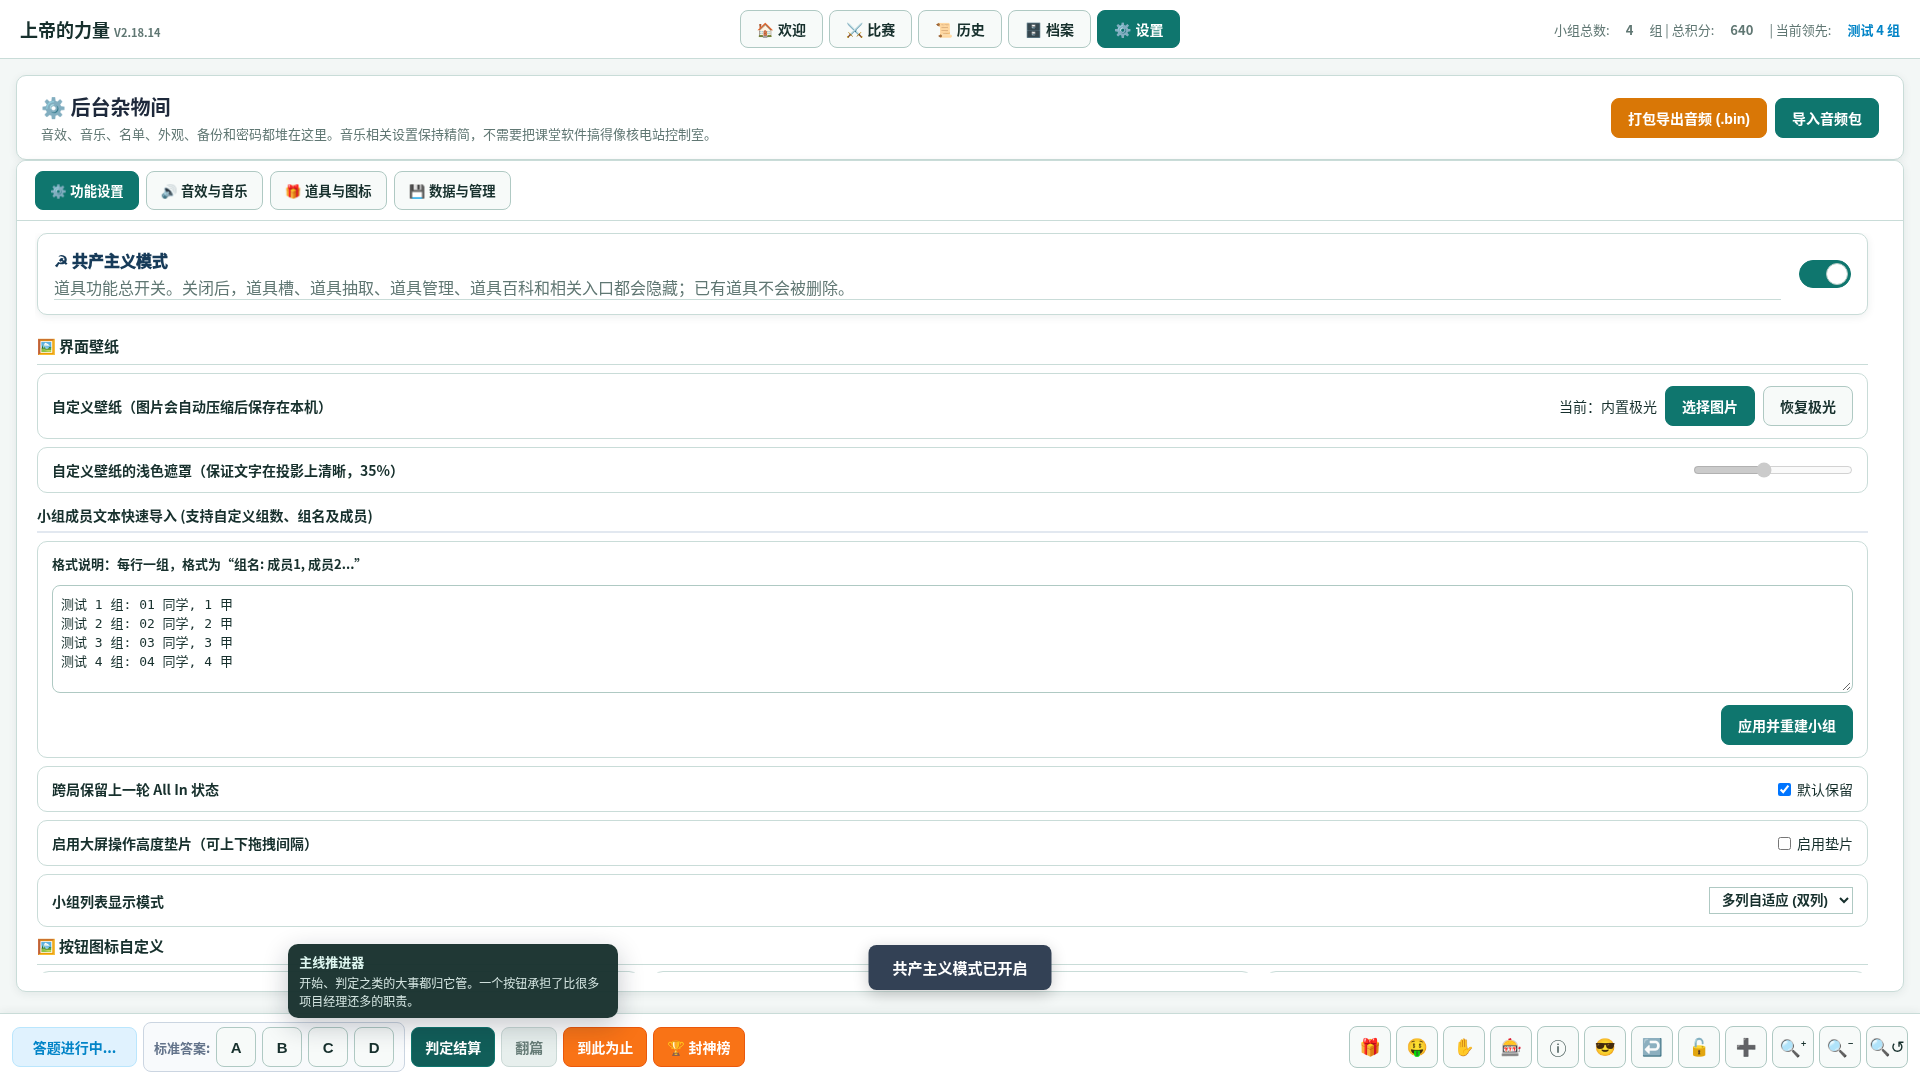 上帝的力量 V2.18.14
🏠 欢迎
⚔️ 比赛
📜 历史
🗄️ 档案
⚙️ 设置
小组总数: 4 组 | 总积分: 640 | 当前领先: 测试 4 组
⚙️ 后台杂物间
音效、音乐、名单、外观、备份和密码都堆在这里。音乐相关设置保持精简，不需要把课堂软件搞得像核电站控制室。
打包导出音频 (.bin)
导入音频包
⚙️ 功能设置
🔊 音效与音乐
🎁 道具与图标
💾 数据与管理
☭ 共产主义模式
道具功能总开关。关闭后，道具槽、道具抽取、道具管理、道具百科和相关入口都会隐藏；已有道具不会被删除。
🖼️ 界面壁纸
自定义壁纸（图片会自动压缩后保存在本机）
当前：内置极光
选择图片
恢复极光
自定义壁纸的浅色遮罩（保证文字在投影上清晰，35%）
小组成员文本快速导入 (支持自定义组数、组名及成员)
格式说明：每行一组，格式为“组名: 成员1, 成员2...”
测试 1 组: 01 同学, 1 甲
测试 2 组: 02 同学, 2 甲
测试 3 组: 03 同学, 3 甲
测试 4 组: 04 同学, 4 甲
应用并重建小组
跨局保留上一轮 All In 状态
默认保留
启用大屏操作高度垫片（可上下拖拽间隔）
启用垫片
小组列表显示模式
多列自适应 (双列)
🖼️ 按钮图标自定义
主线推进器
开始、判定之类的大事都归它管。一个按钮承担了比很多
项目经理还多的职责。
共产主义模式已开启
答题进行中...
标准答案:
A
B
C
D
判定结算
翻篇
到此为止
🏆 封神榜